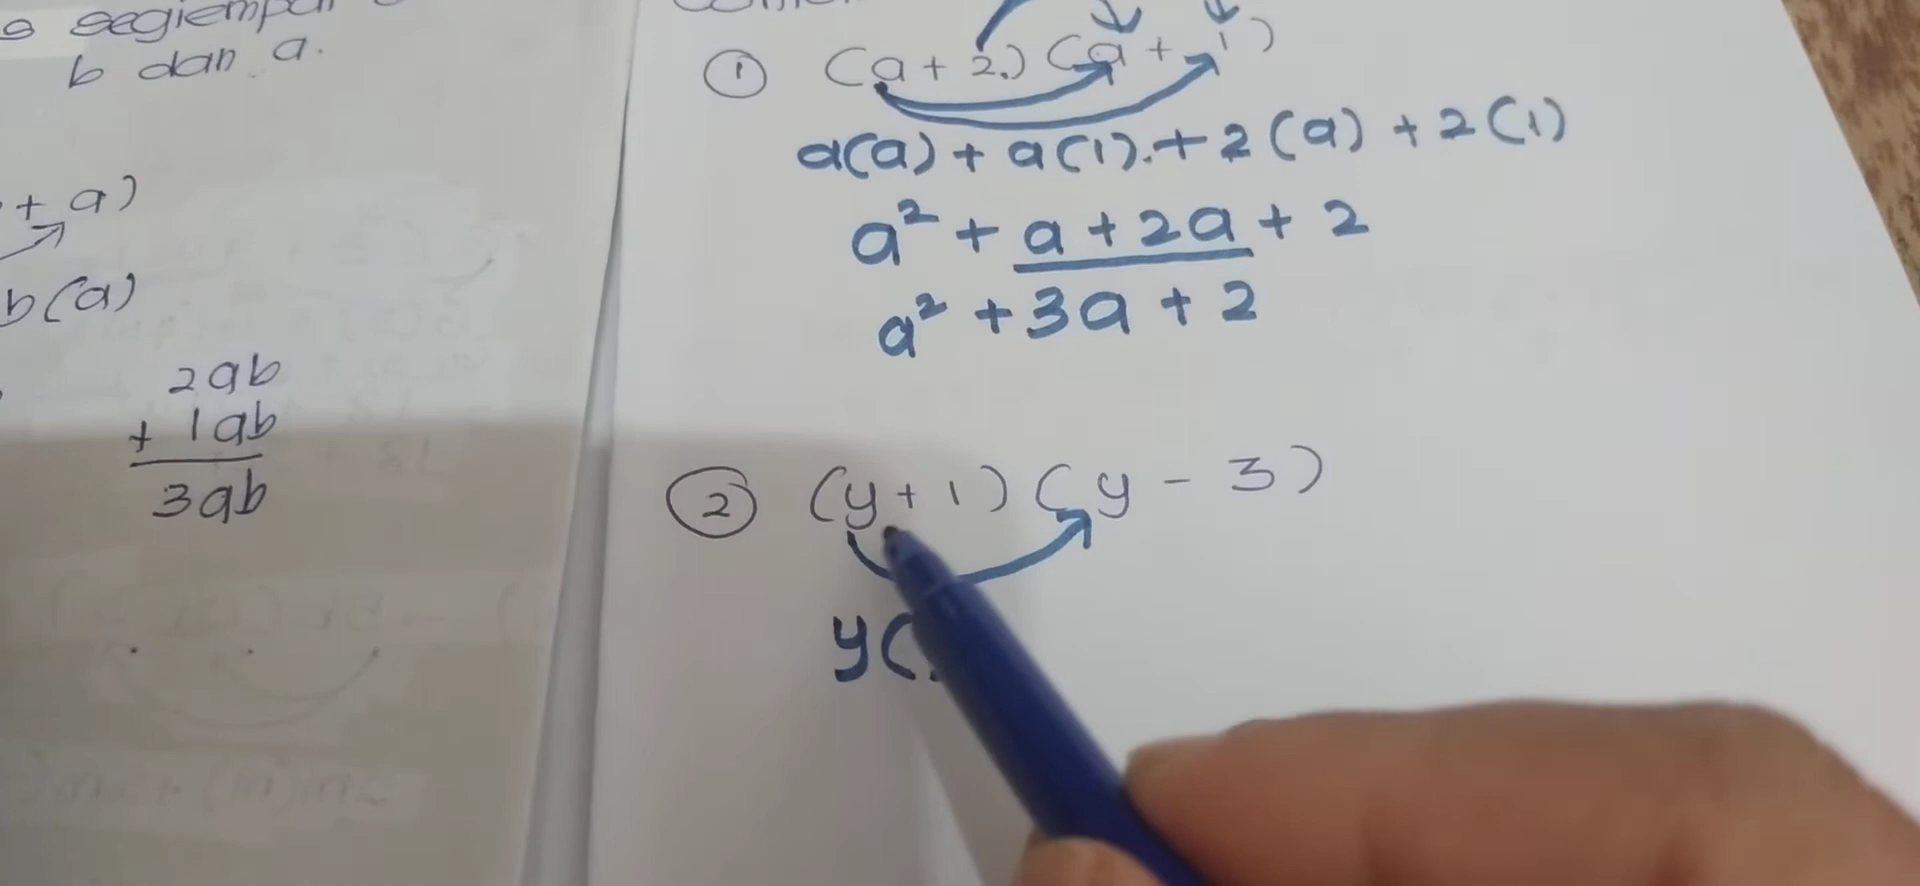 segiempat
b dan a.
+ a)
b(a)
2ab
+ 1ab
3ab
① (a + 2) (a + 1)
a(a) + a(1) + 2(a) + 2(1)
a² + a + 2a + 2
a² + 3a + 2
② (y + 1) (y - 3)
y(